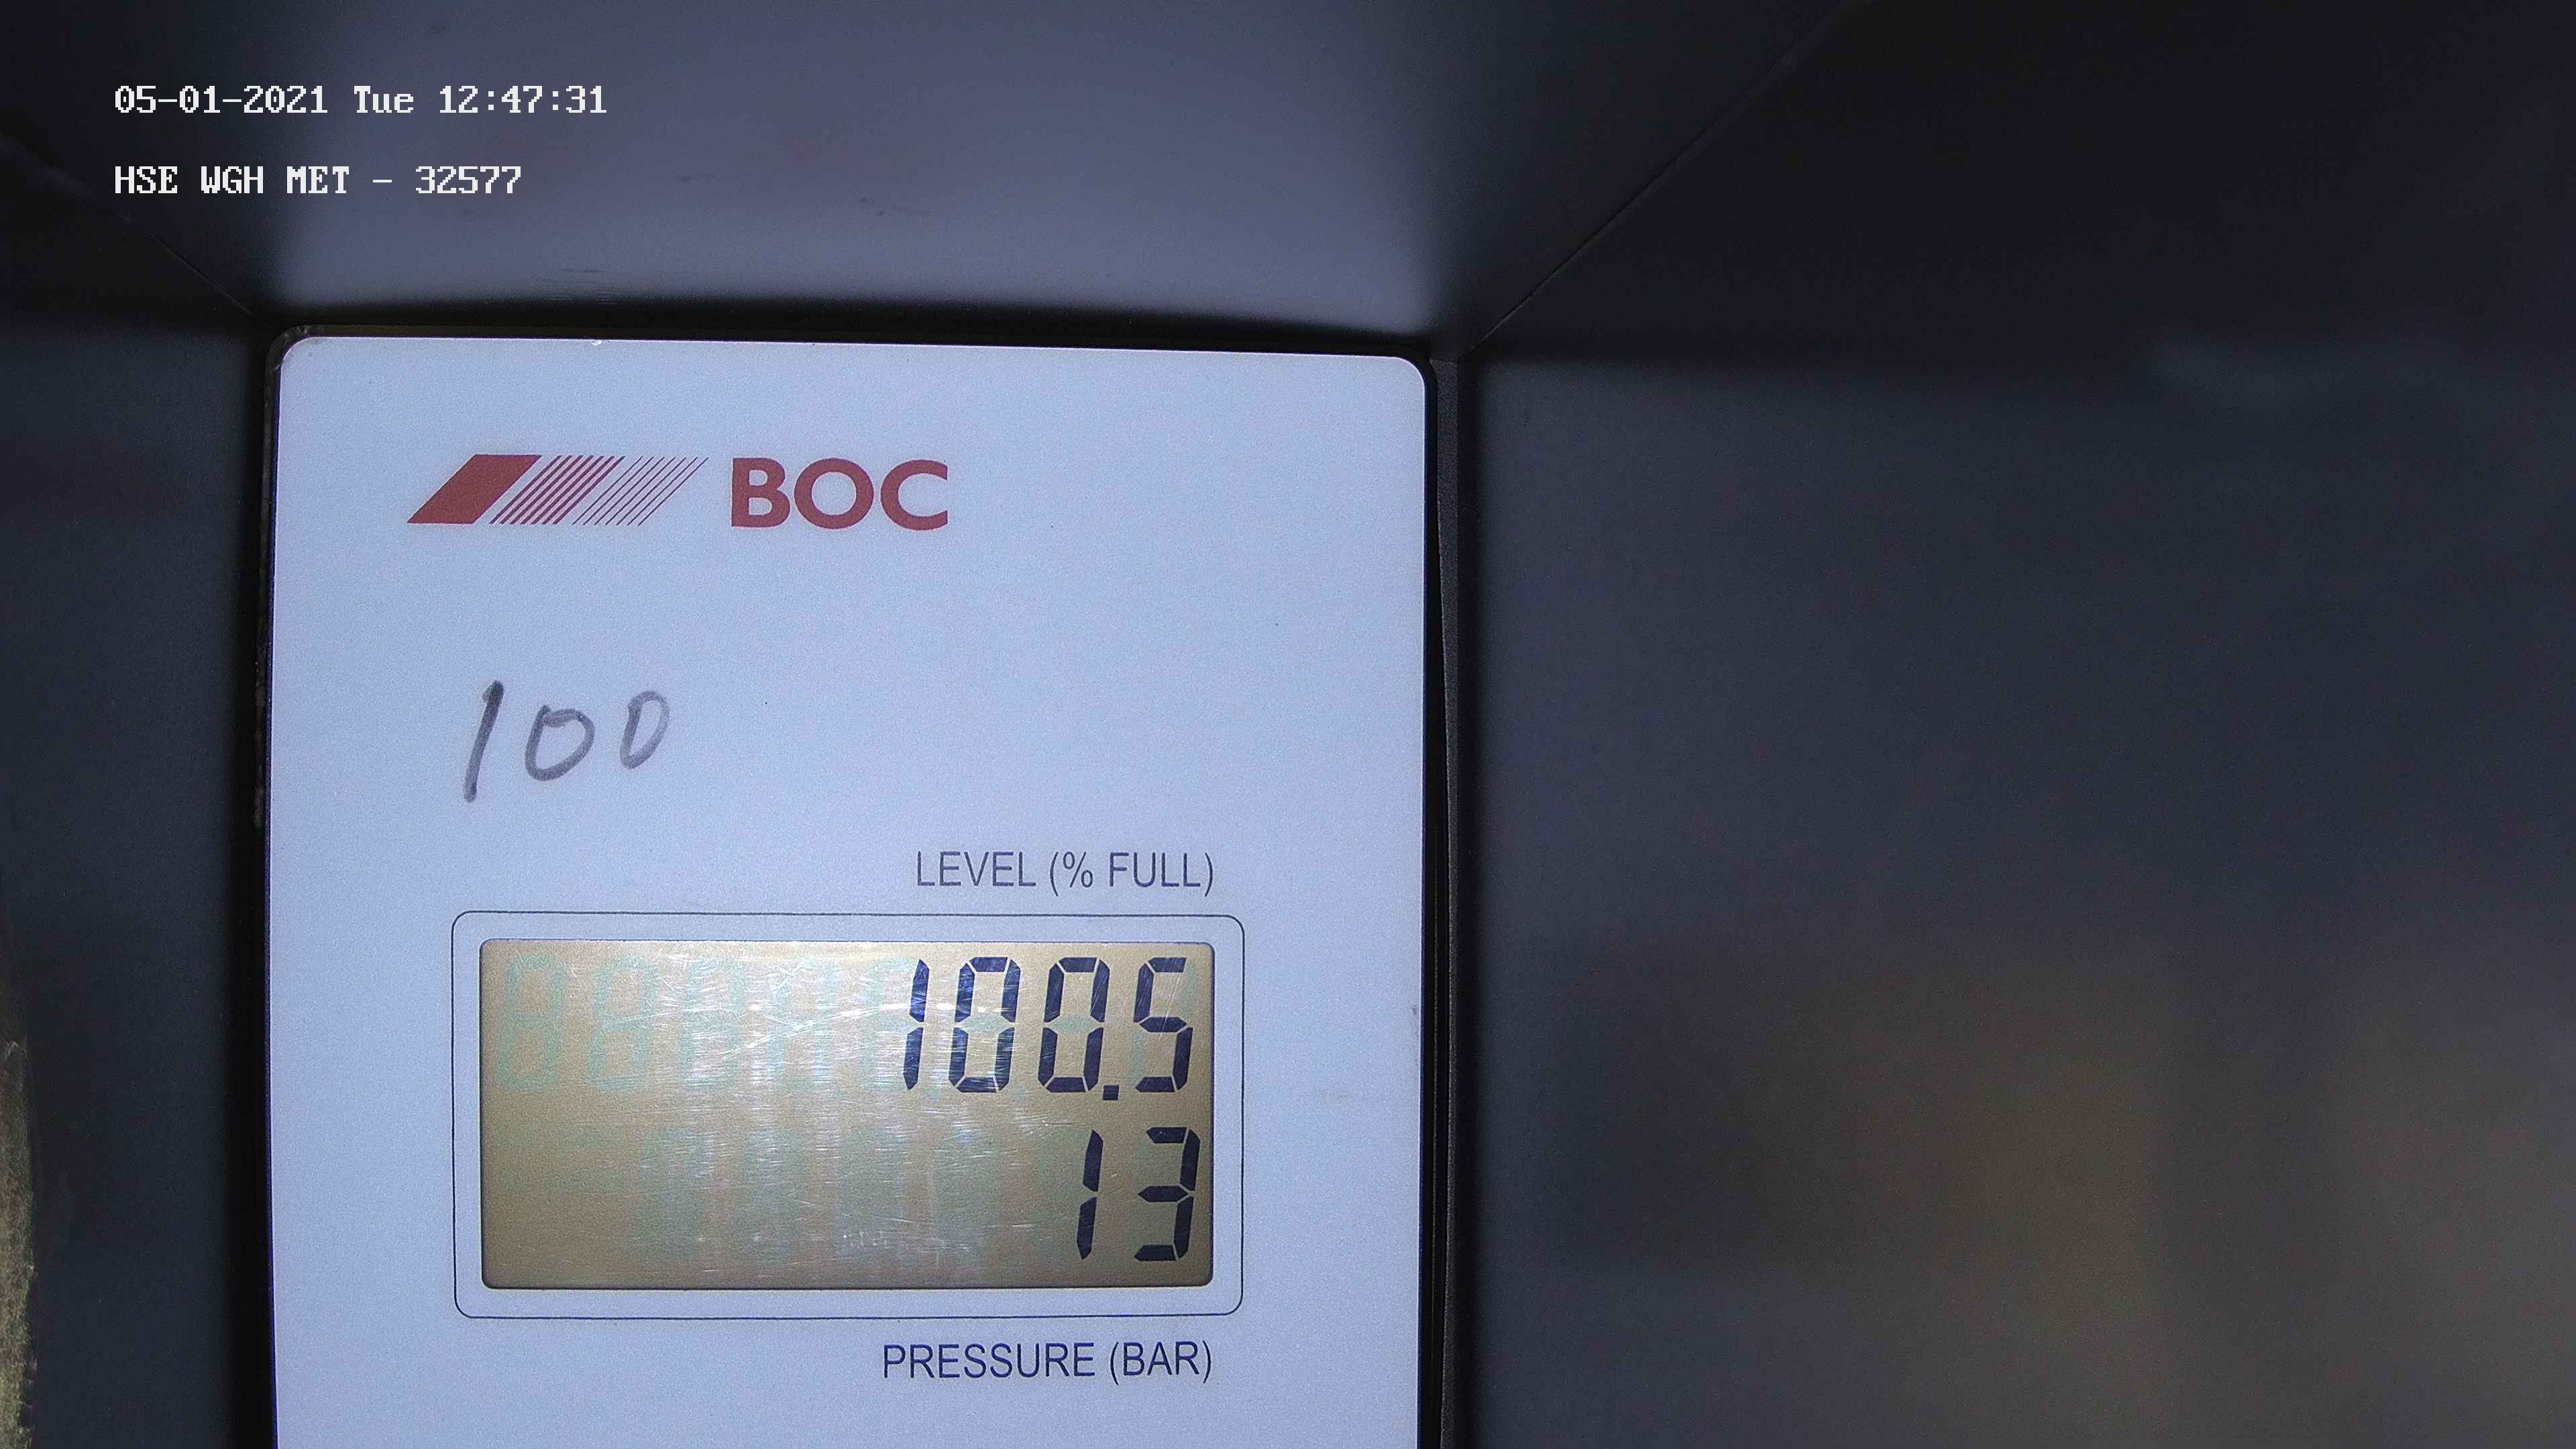 05-01-2021 Tue 12:47:31
HSE WGH MET - 32577
BOC
100
LEVEL (% FULL)
100.5
13
PRESSURE (BAR)